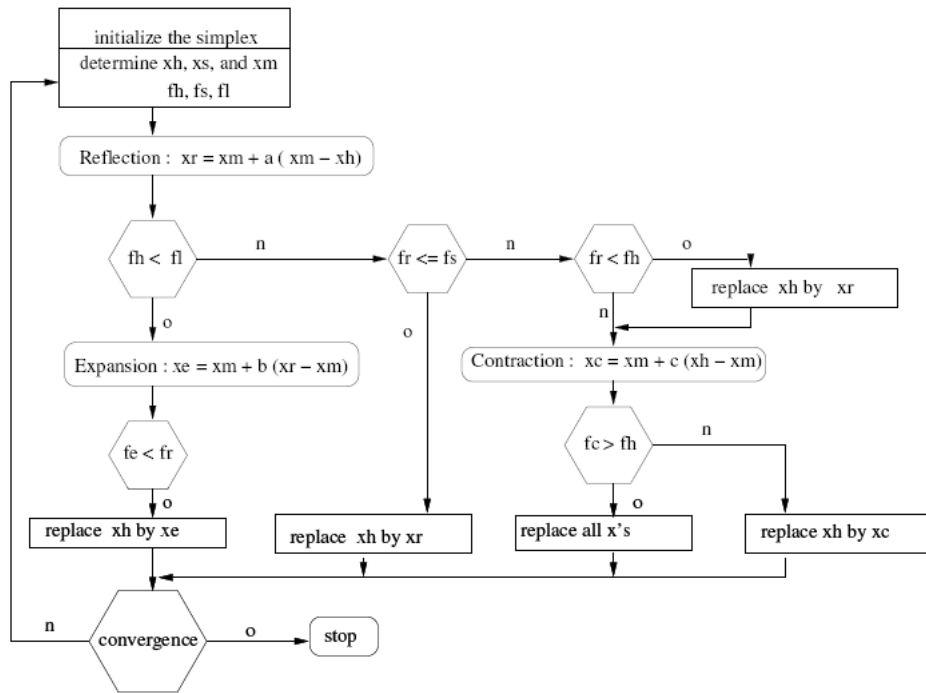 initialize the simplex
determine xh, xs, and xm
fh, fs, fl
Reflection : xr = xm + a ( xm − xh)
fh < fl
n
fr <= fs
n
fr < fh
o
replace xh by xr
o
o
n
Expansion : xe = xm + b (xr − xm)
Contraction : xc = xm + c (xh − xm)
fe < fr
fc > fh
n
o
o
replace xh by xe
replace xh by xr
replace all x's
replace xh by xc
n
convergence
o
stop